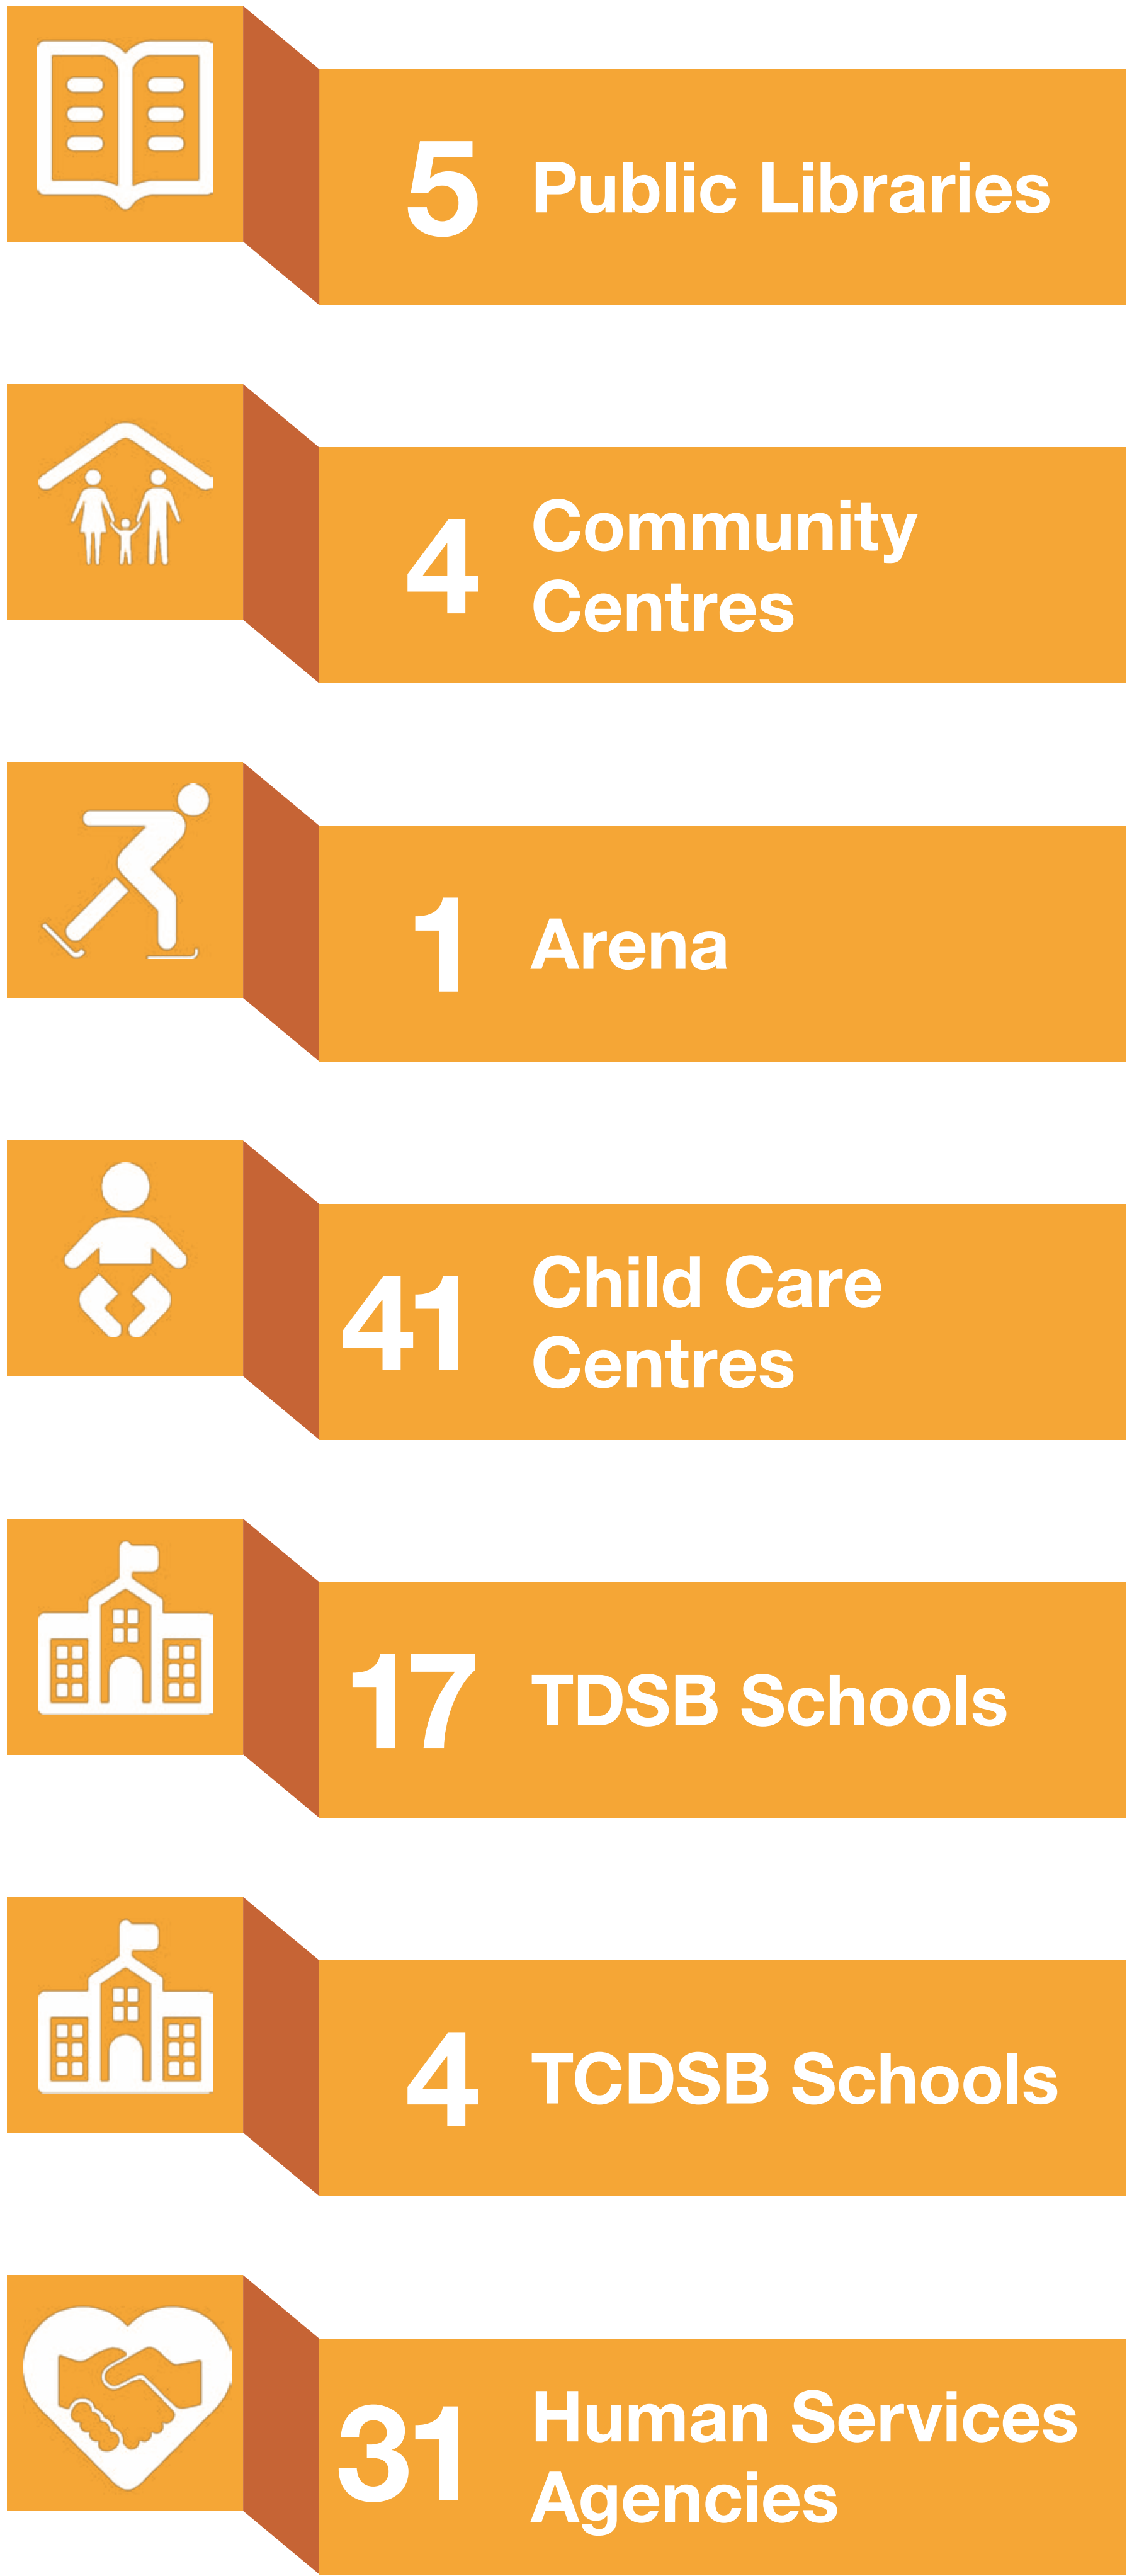 5 Public Libraries
4 Community
Centres
1 Arena
41 Child Care
Centres
17 TDSB Schools
4 TCDSB Schools
31 Human Services
Agencies